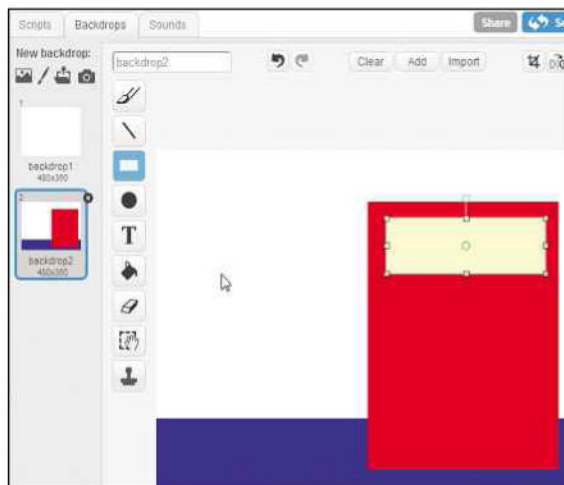 Scripts Backdrops Sounds Share
New backdrop:
backdrop2 Clear Add Import
1
backdrop1
480x360
2
backdrop2
480x360
T